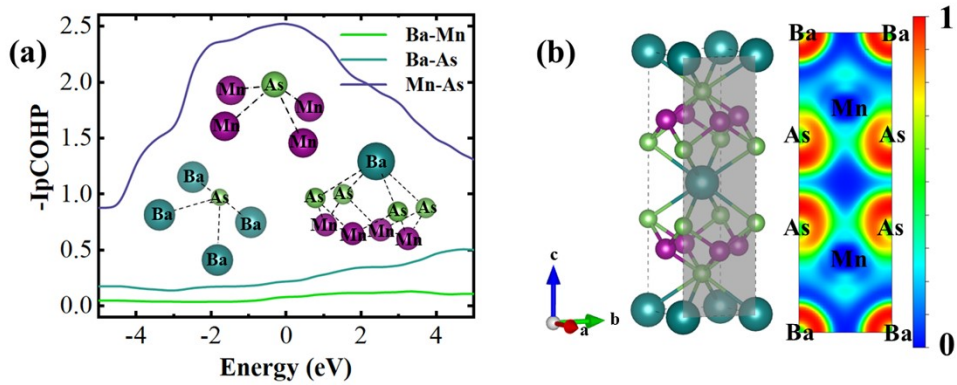 (a)
-IpCOHP
2.5
2.0
1.5
1.0
0.5
0.0
-4
-2
0
2
4
Energy (eV)
Ba-Mn
Ba-As
Mn-As
As
Mn
Mn
Mn
Mn
Ba
As
Ba
Ba
Ba
Ba
As
As
As
As
Mn
Mn
Mn
Mn
(b)
c
b
a
Ba
Ba
Mn
As
As
As
As
Mn
Ba
Ba
1
0